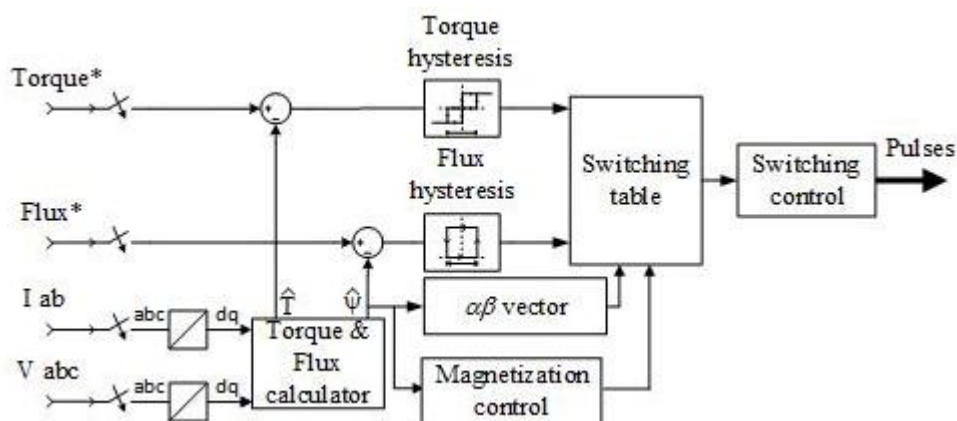 Torque
hysteresis
Torque*
+
-
Flux
hysteresis
Switching
table
Switching
control
Pulses
Flux*
+
-
T̂
ψ̂
I ab
abc
dq
Torque &
Flux
calculator
αβ vector
V abc
abc
dq
Magnetization
control